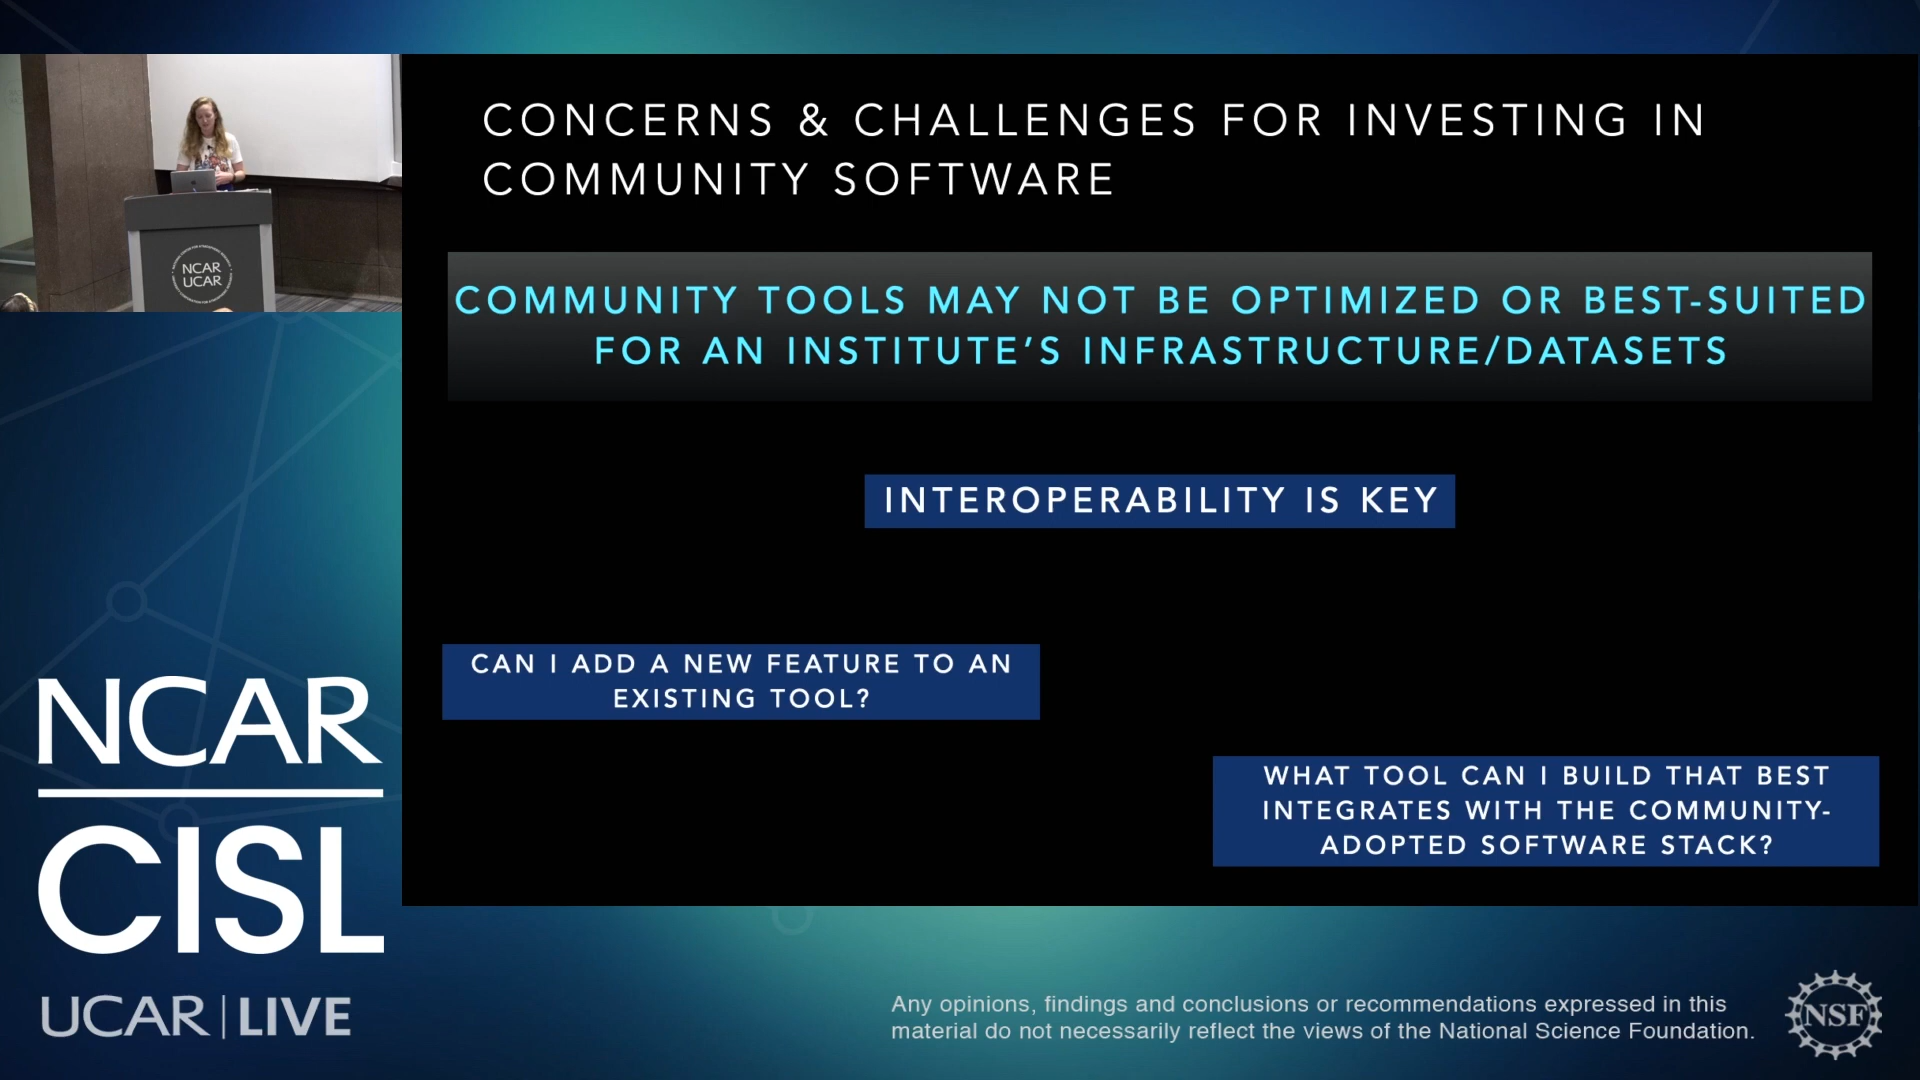 CONCERNS & CHALLENGES FOR INVESTING IN
COMMUNITY SOFTWARE
COMMUNITY TOOLS MAY NOT BE OPTIMIZED OR BEST-SUITED
FOR AN INSTITUTE’S INFRASTRUCTURE/DATASETS
INTEROPERABILITY IS KEY
CAN I ADD A NEW FEATURE TO AN
EXISTING TOOL?
WHAT TOOL CAN I BUILD THAT BEST
INTEGRATES WITH THE COMMUNITY-
ADOPTED SOFTWARE STACK?
NCAR
UCAR
NCAR
CISL
UCAR | LIVE
Any opinions, findings and conclusions or recommendations expressed in this
material do not necessarily reflect the views of the National Science Foundation.
NSF